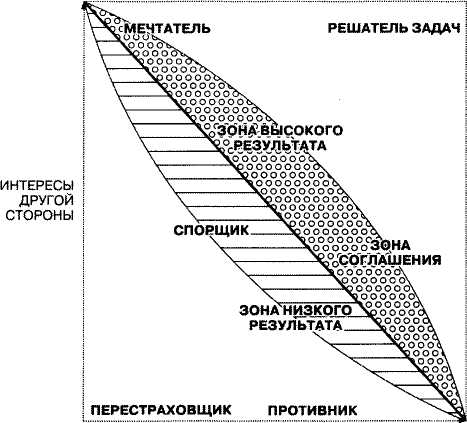 МЕЧТАТЕЛЬ
РЕШАТЕЛЬ ЗАДАЧ
ЗОНА ВЫСОКОГО
РЕЗУЛЬТАТА
ИНТЕРЕСЫ
ДРУГОЙ
СТОРОНЫ
СПОРЩИК
ЗОНА
СОГЛАШЕНИЯ
ЗОНА НИЗКОГО
РЕЗУЛЬТАТА
ПЕРЕСТРАХОВЩИК
ПРОТИВНИК